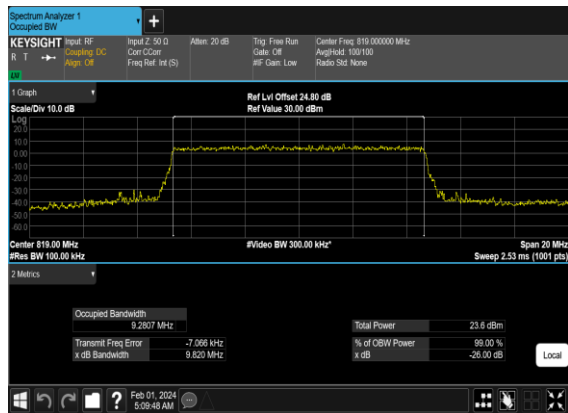 Spectrum Analyzer 1
Occupied BW
KEYSIGHT Input: RF Input Z: 50 Ω Atten: 20 dB Trig: Free Run Center Freq: 819.000000 MHz
R T Coupling: DC Corr CCorr Gate: Off Avg|Hold: 100/100
Align: Off Freq Ref: Int (S) #IF Gain: Low Radio Std: None
LW
1 Graph
Ref Lvl Offset 24.80 dB
Scale/Div 10.0 dB Ref Value 30.00 dBm
Log
20.0
10.0
0.00
-10.0
-20.0
-30.0
-40.0
-50.0
-60.0
Center 819.00 MHz #Video BW 300.00 kHz* Span 20 MHz
#Res BW 100.00 kHz Sweep 2.53 ms (1001 pts)
2 Metrics
Occupied Bandwidth
9.2807 MHz Total Power 23.6 dBm
Transmit Freq Error -7.066 kHz % of OBW Power 99.00 %
x dB Bandwidth 9.820 MHz x dB -26.00 dB
Local
Feb 01, 2024
5:09:48 AM